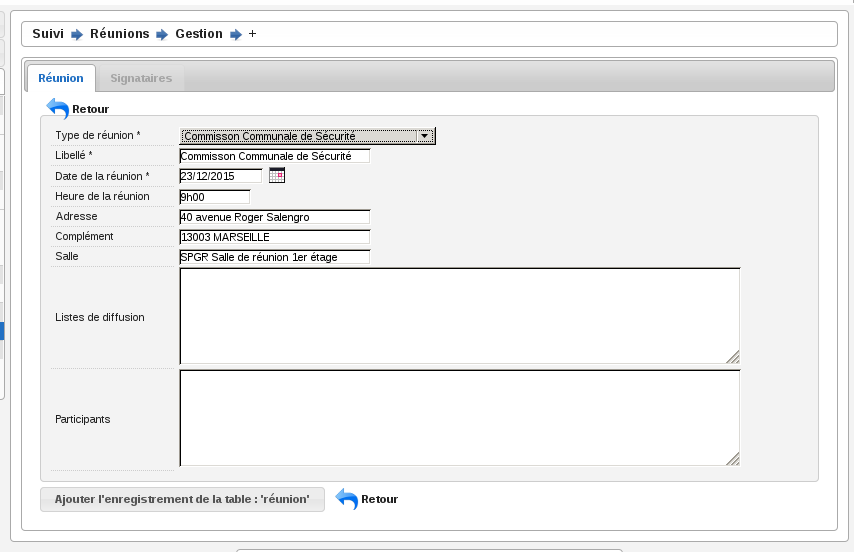 Suivi Réunions Gestion +
Réunion Signataires
Retour
Type de réunion * Commisson Communale de Sécurité
Libellé * Commisson Communale de Sécurité
Date de la réunion * 23/12/2015
Heure de la réunion 9h00
Adresse 40 avenue Roger Salengro
Complément 13003 MARSEILLE
Salle SPGR Salle de réunion 1er étage
Listes de diffusion
Participants
Ajouter l'enregistrement de la table : 'réunion' Retour